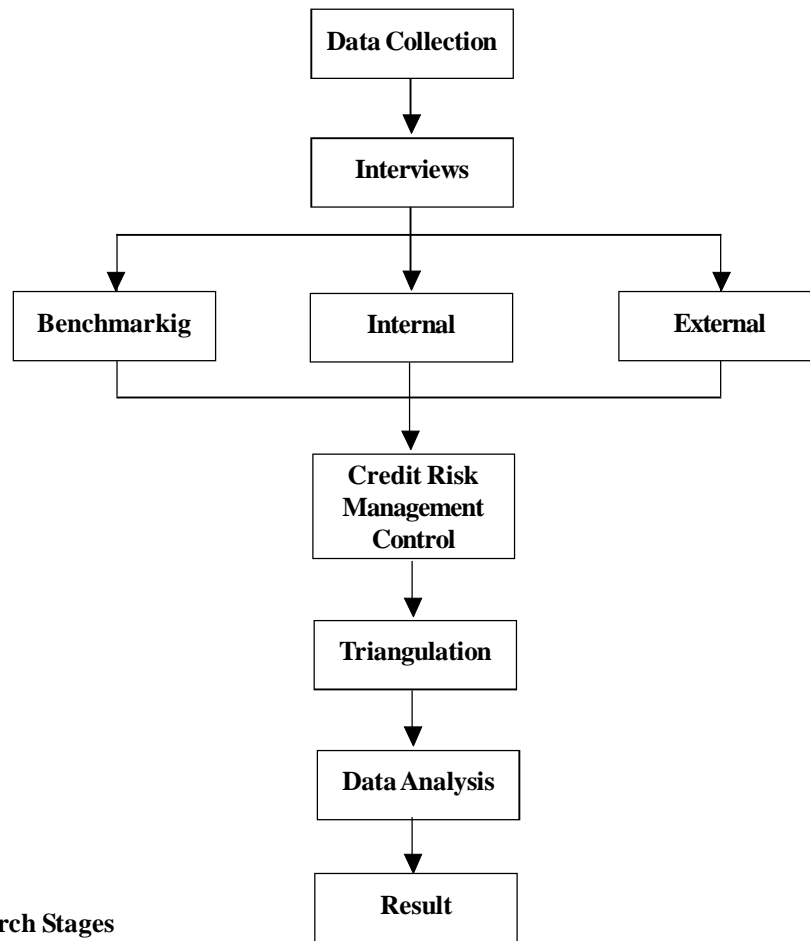 Data Collection
Interviews
Benchmarkig
Internal
External
Credit Risk
Management
Control
Triangulation
Data Analysis
Result
rch Stages